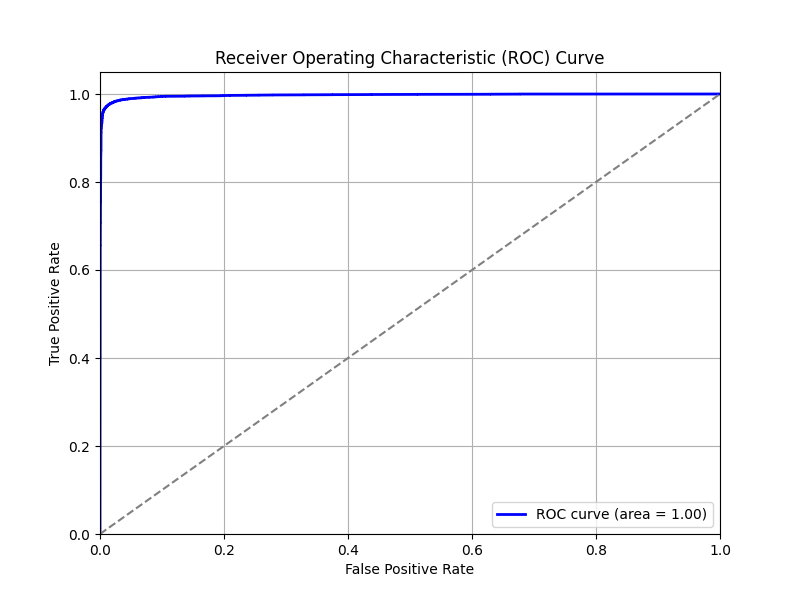 Receiver Operating Characteristic (ROC) Curve
True Positive Rate
1.0
0.8
0.6
0.4
0.2
0.0
ROC curve (area = 1.00)
0.0 0.2 0.4 0.6 0.8 1.0
False Positive Rate